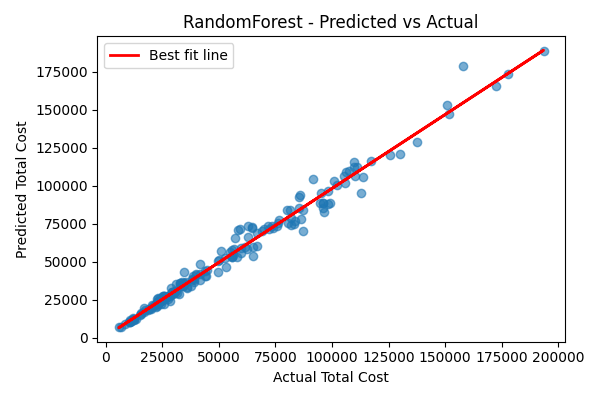 RandomForest - Predicted vs Actual
Best fit line
Predicted Total Cost
175000
150000
125000
100000
75000
50000
25000
0
0 25000 50000 75000 100000 125000 150000 175000 200000
Actual Total Cost